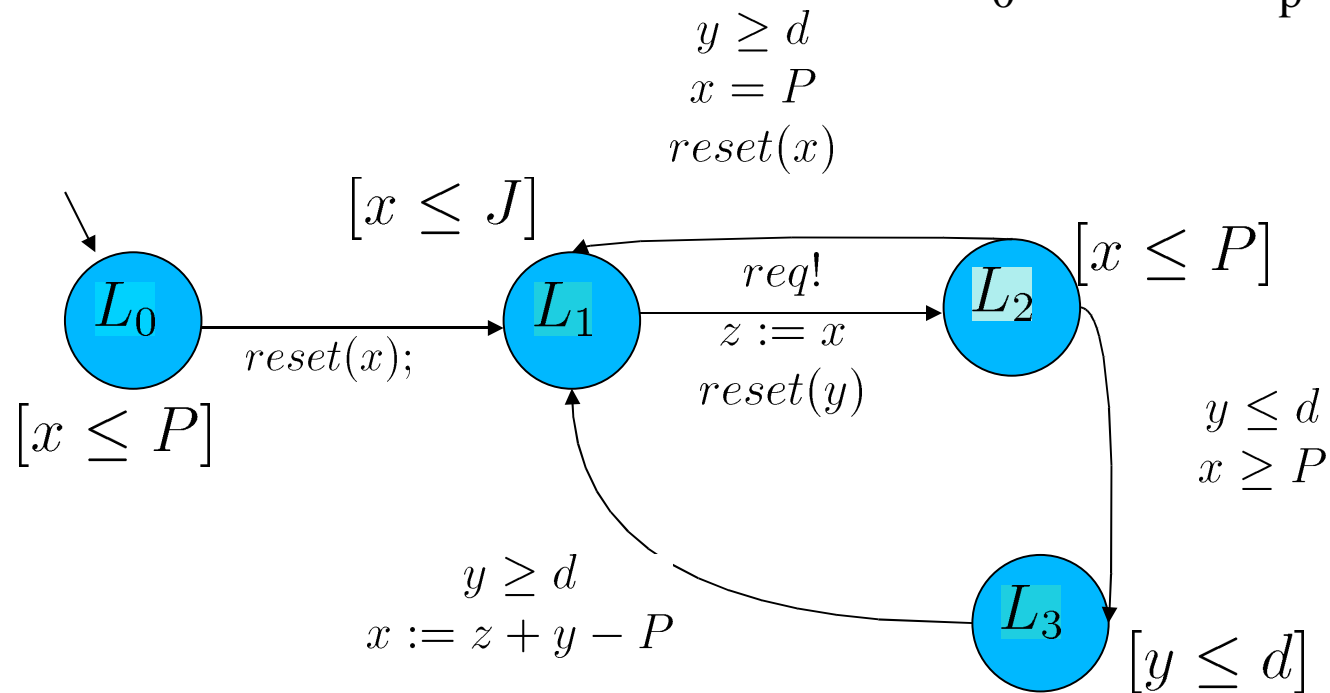 y ≥ d
x = P
reset(x)
[x ≤ J]
[x ≤ P]
req!
L₀
L₁
L₂
z := x
reset(x);
reset(y)
[x ≤ P]
y ≤ d
x ≥ P
y ≥ d
x := z + y − P
L₃
[y ≤ d]